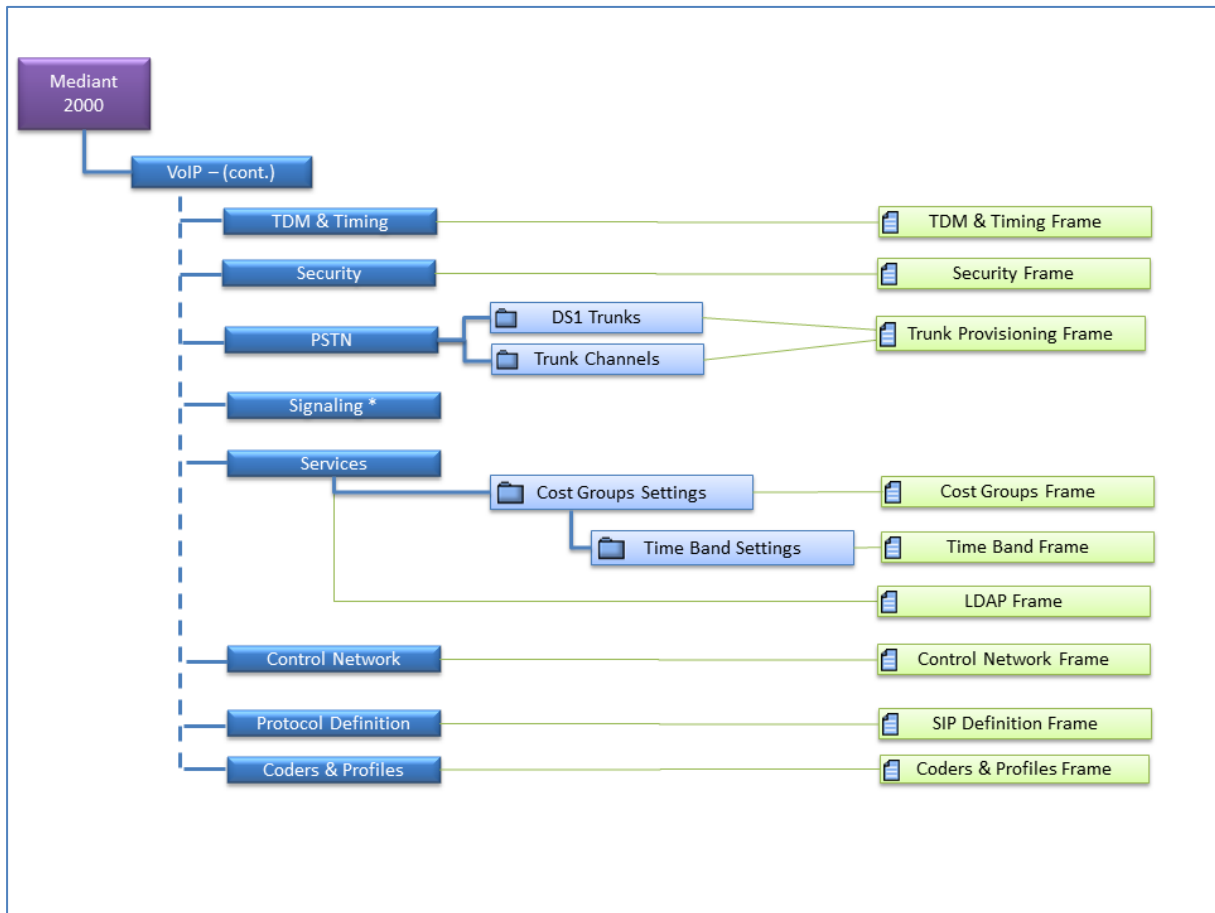 Mediant
2000
VoIP – (cont.)
TDM & Timing
TDM & Timing Frame
Security
Security Frame
DS1 Trunks
PSTN
Trunk Provisioning Frame
Trunk Channels
Signaling *
Services
Cost Groups Settings
Cost Groups Frame
Time Band Settings
Time Band Frame
LDAP Frame
Control Network
Control Network Frame
Protocol Definition
SIP Definition Frame
Coders & Profiles
Coders & Profiles Frame